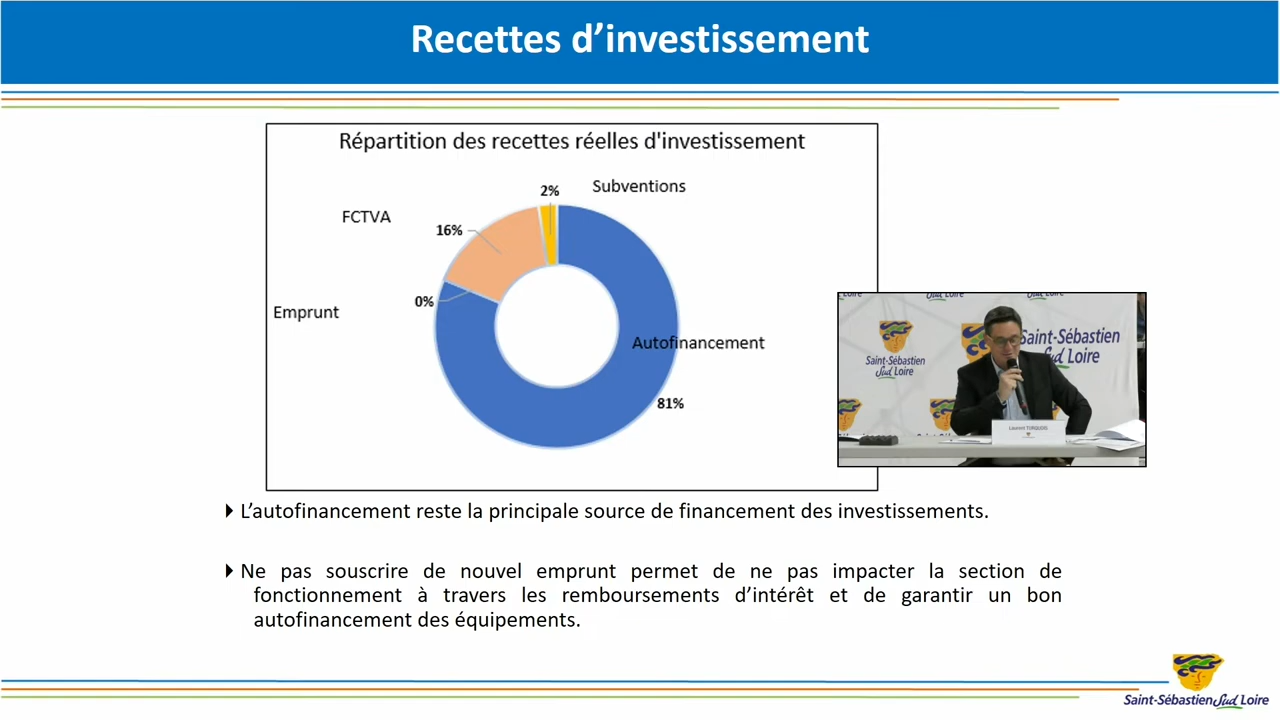 Recettes d’investissement
Répartition des recettes réelles d'investissement
2%
Subventions
FCTVA
16%
0%
Emprunt
Autofinancement
81%
Saint-Sébastien
Sud Loire
Saint-Sébastien
Sud Loire
Laurent TURQUOIS
L’autofinancement reste la principale source de financement des investissements.
Ne pas souscrire de nouvel emprunt permet de ne pas impacter la section de
fonctionnement à travers les remboursements d’intérêt et de garantir un bon
autofinancement des équipements.
Saint-Sébastien Sud Loire